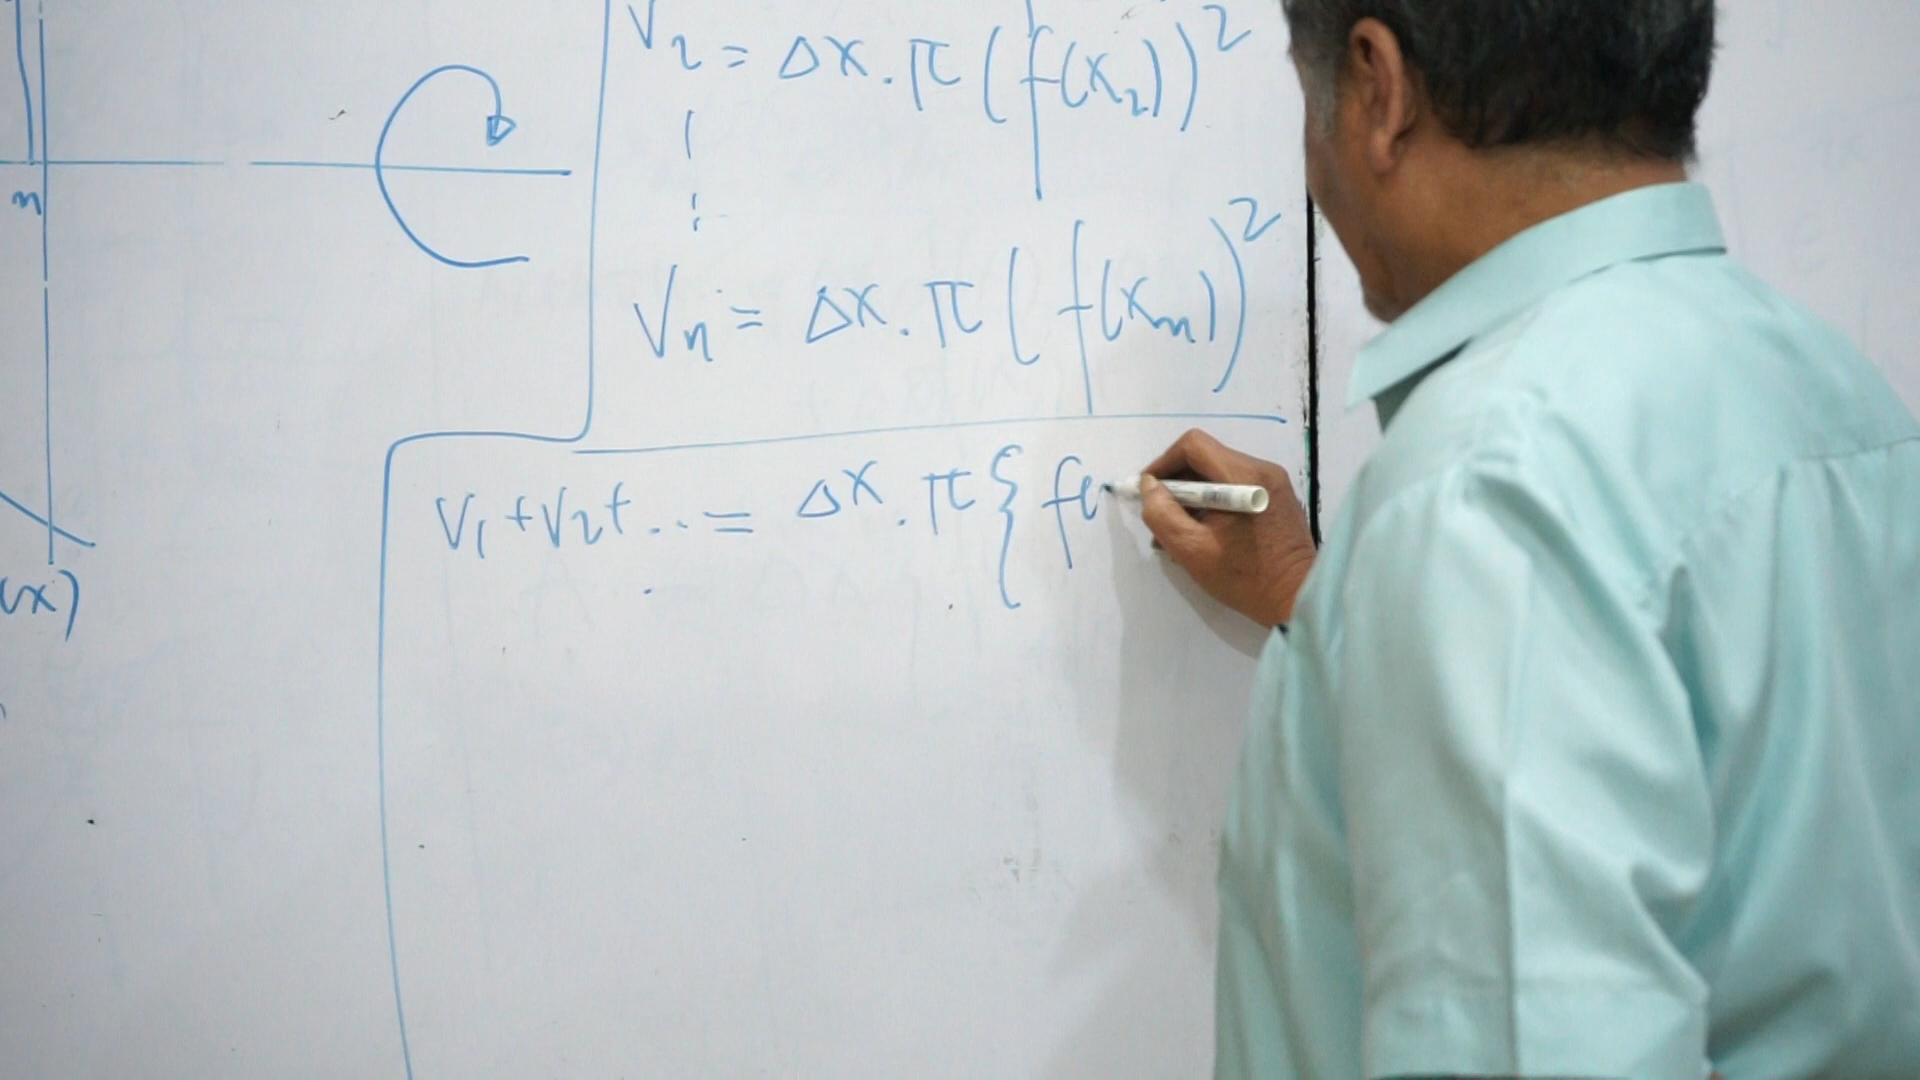 V₂ = Δx . π (f(x₂))²
Vn = Δx . π (f(xn))²
n
V₁ + V₂ + ... = Δx . π { f(
(x)